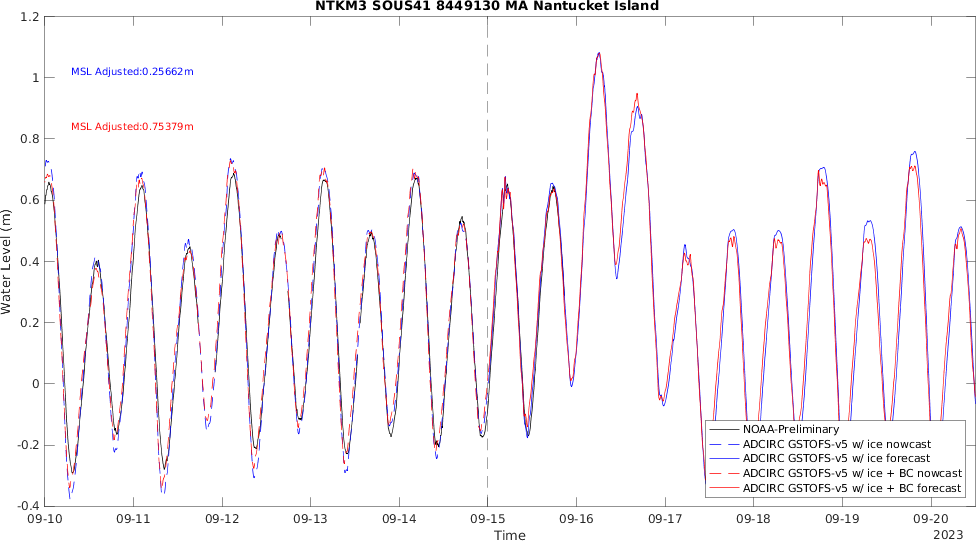 NTKM3 SOUS41 8449130 MA Nantucket Island
1.2
1
0.8
0.6
0.4
0.2
0
-0.2
-0.4
Water Level (m)
MSL Adjusted:0.25662m
MSL Adjusted:0.75379m
NOAA-Preliminary
ADCIRC GSTOFS-v5 w/ ice nowcast
ADCIRC GSTOFS-v5 w/ ice forecast
ADCIRC GSTOFS-v5 w/ ice + BC nowcast
ADCIRC GSTOFS-v5 w/ ice + BC forecast
09-10 09-11 09-12 09-13 09-14 09-15 09-16 09-17 09-18 09-19 09-20
Time
2023